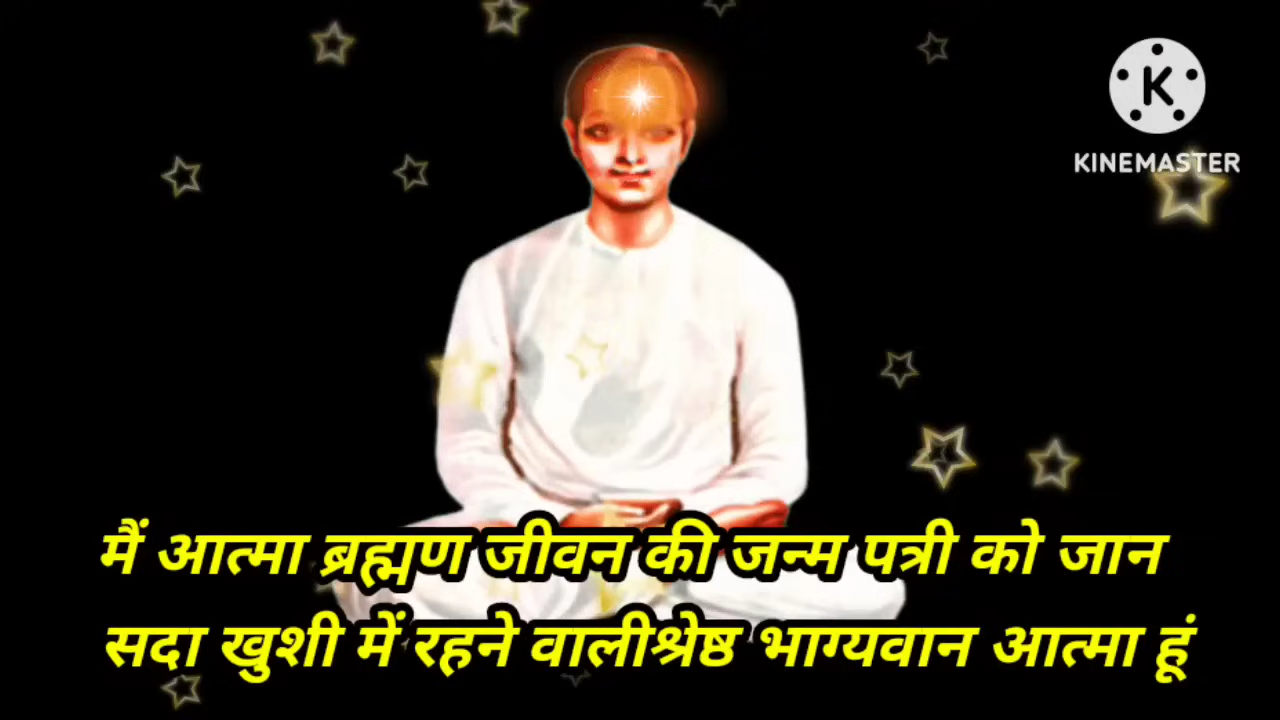 K
KINEMASTER
मैं आत्मा ब्रह्मण जीवन की जन्म पत्री को जान
सदा खुशी में रहने वालीश्रेष्ठ भाग्यवान आत्मा हूं